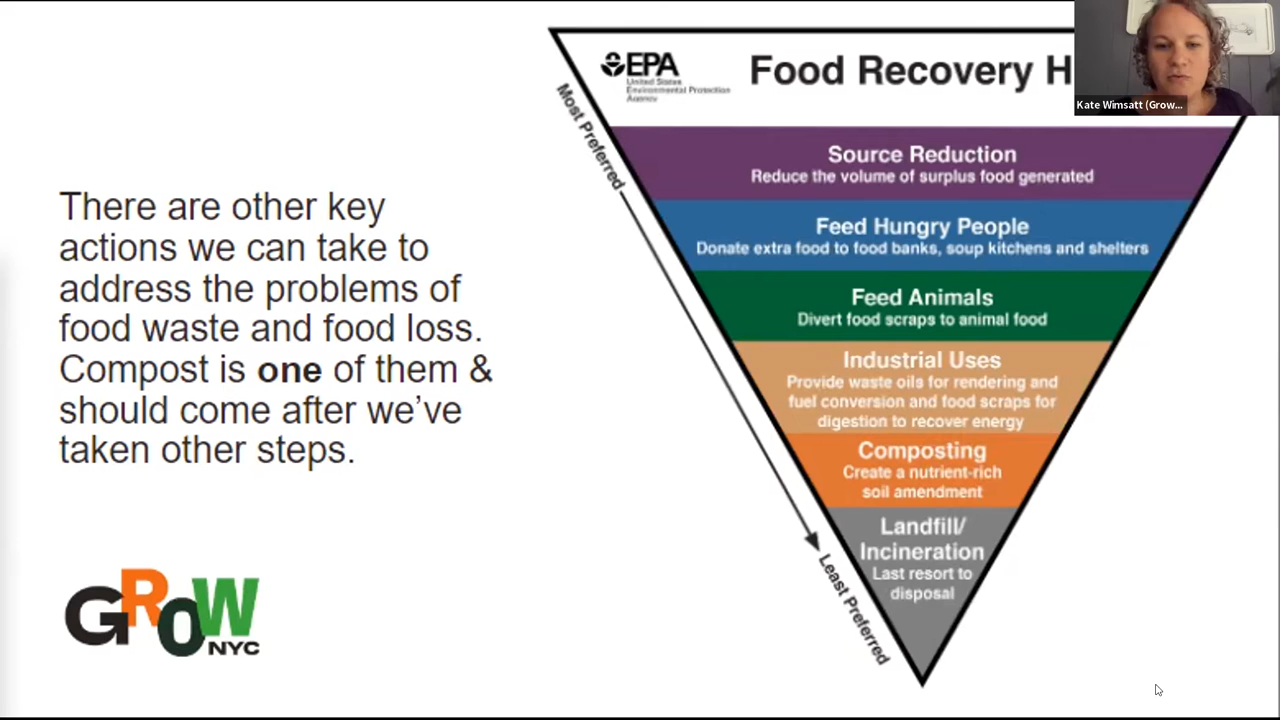 There are other key
actions we can take to
address the problems of
food waste and food loss.
Compost is one of them &
should come after we've
taken other steps.
GROW
NYC
EPA
United States
Environmental Protection
Agency
Food Recovery H
Kate Wimsatt (Grow...
Most Preferred
Source Reduction
Reduce the volume of surplus food generated
Feed Hungry People
Donate extra food to food banks, soup kitchens and shelters
Feed Animals
Divert food scraps to animal food
Industrial Uses
Provide waste oils for rendering and
fuel conversion and food scraps for
digestion to recover energy
Composting
Create a nutrient-rich
soil amendment
Landfill/
Incineration
Last resort to
disposal
Least Preferred